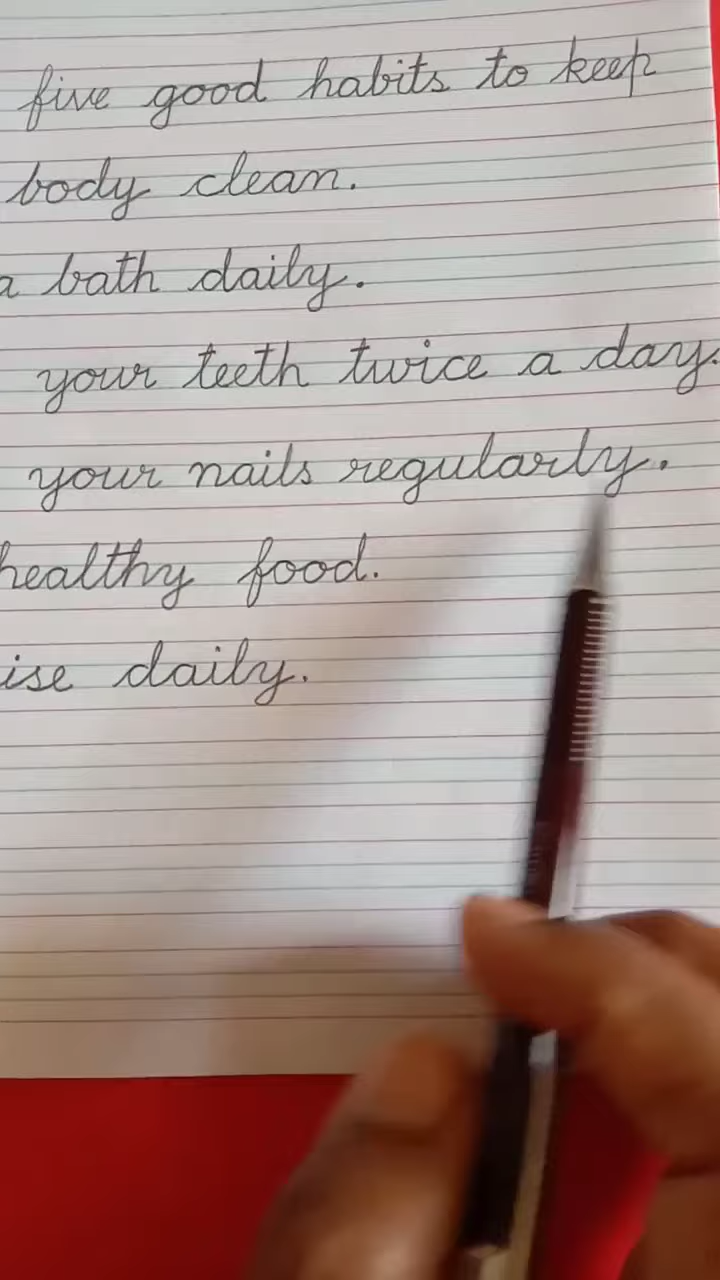 five good habits to keep
body clean.
a bath daily.
your teeth twice a day.
your nails regularly.
healthy food.
ise daily.